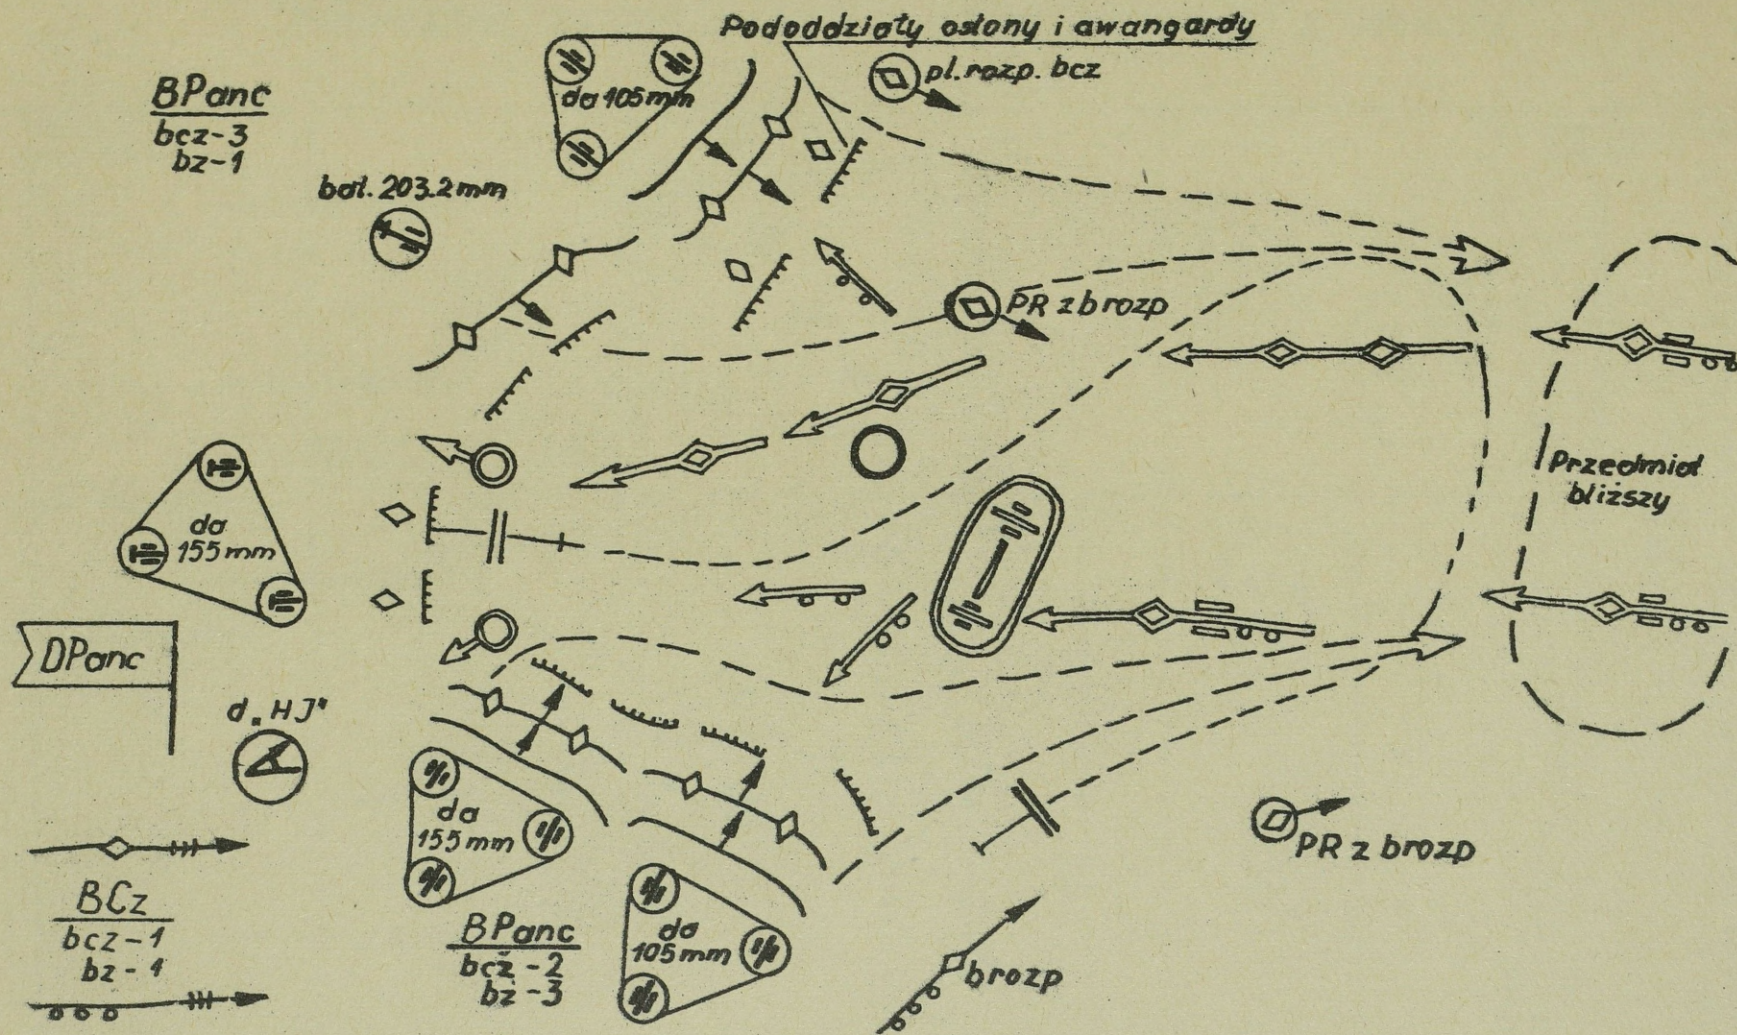 Pododdziały osłony i awangardy
pl. rozp. bcz
BPanc
bcz-3
bz-1
da 105mm
bat. 203.2mm
PR z brozp
Przedmiot
bliższy
da
155mm
DPanc
d. "HJ"
da
155mm
PR z brozp
BCz
bcz-1
bz-1
BPanc
bcż-2
bż-3
da
105mm
brozp